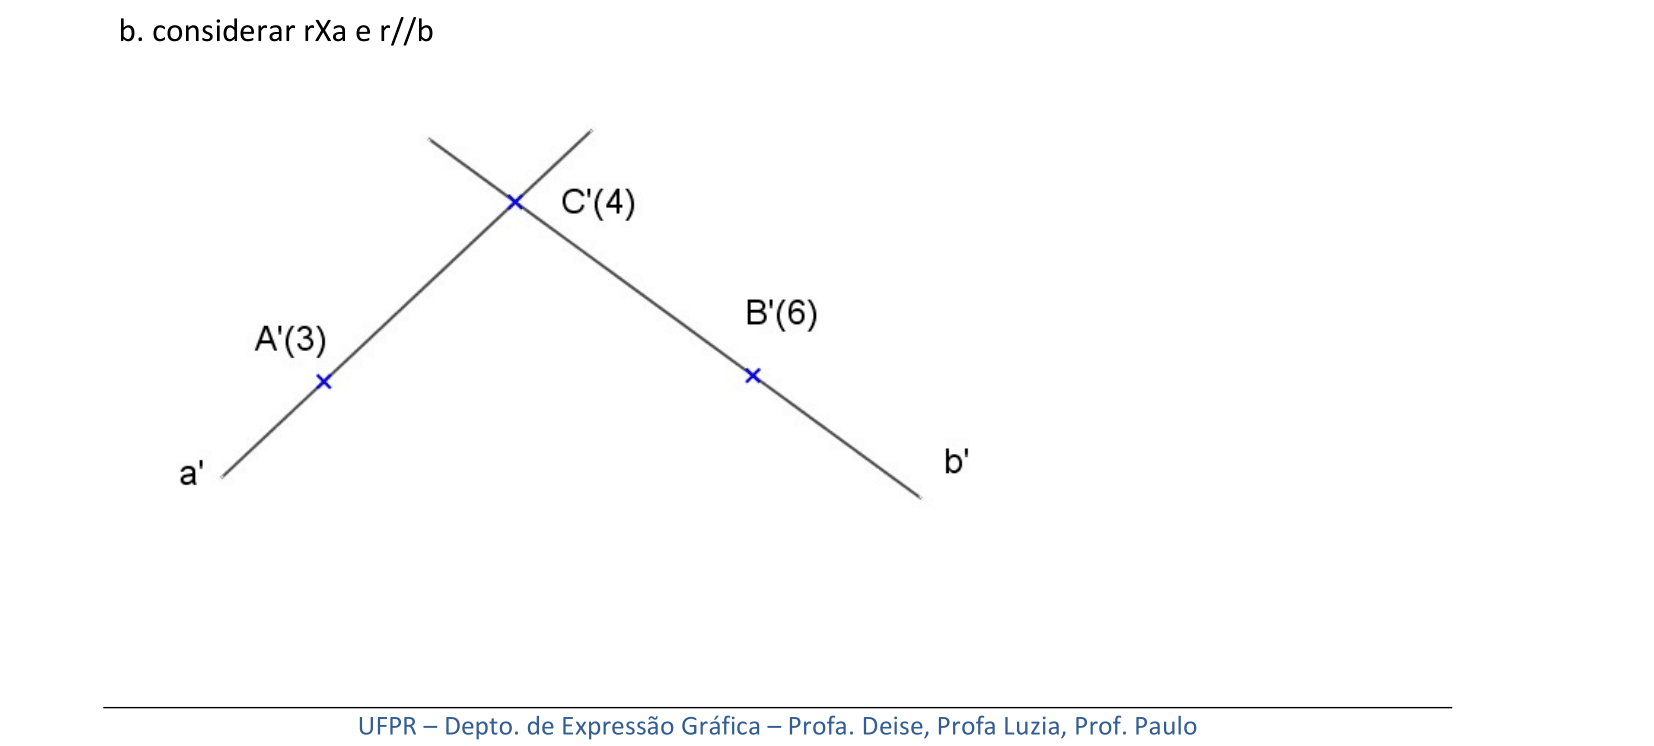 b. considerar rXa e r//b
C'(4)
B'(6)
A'(3)
b'
a'
UFPR – Depto. de Expressão Gráfica – Profa. Deise, Profa Luzia, Prof. Paulo